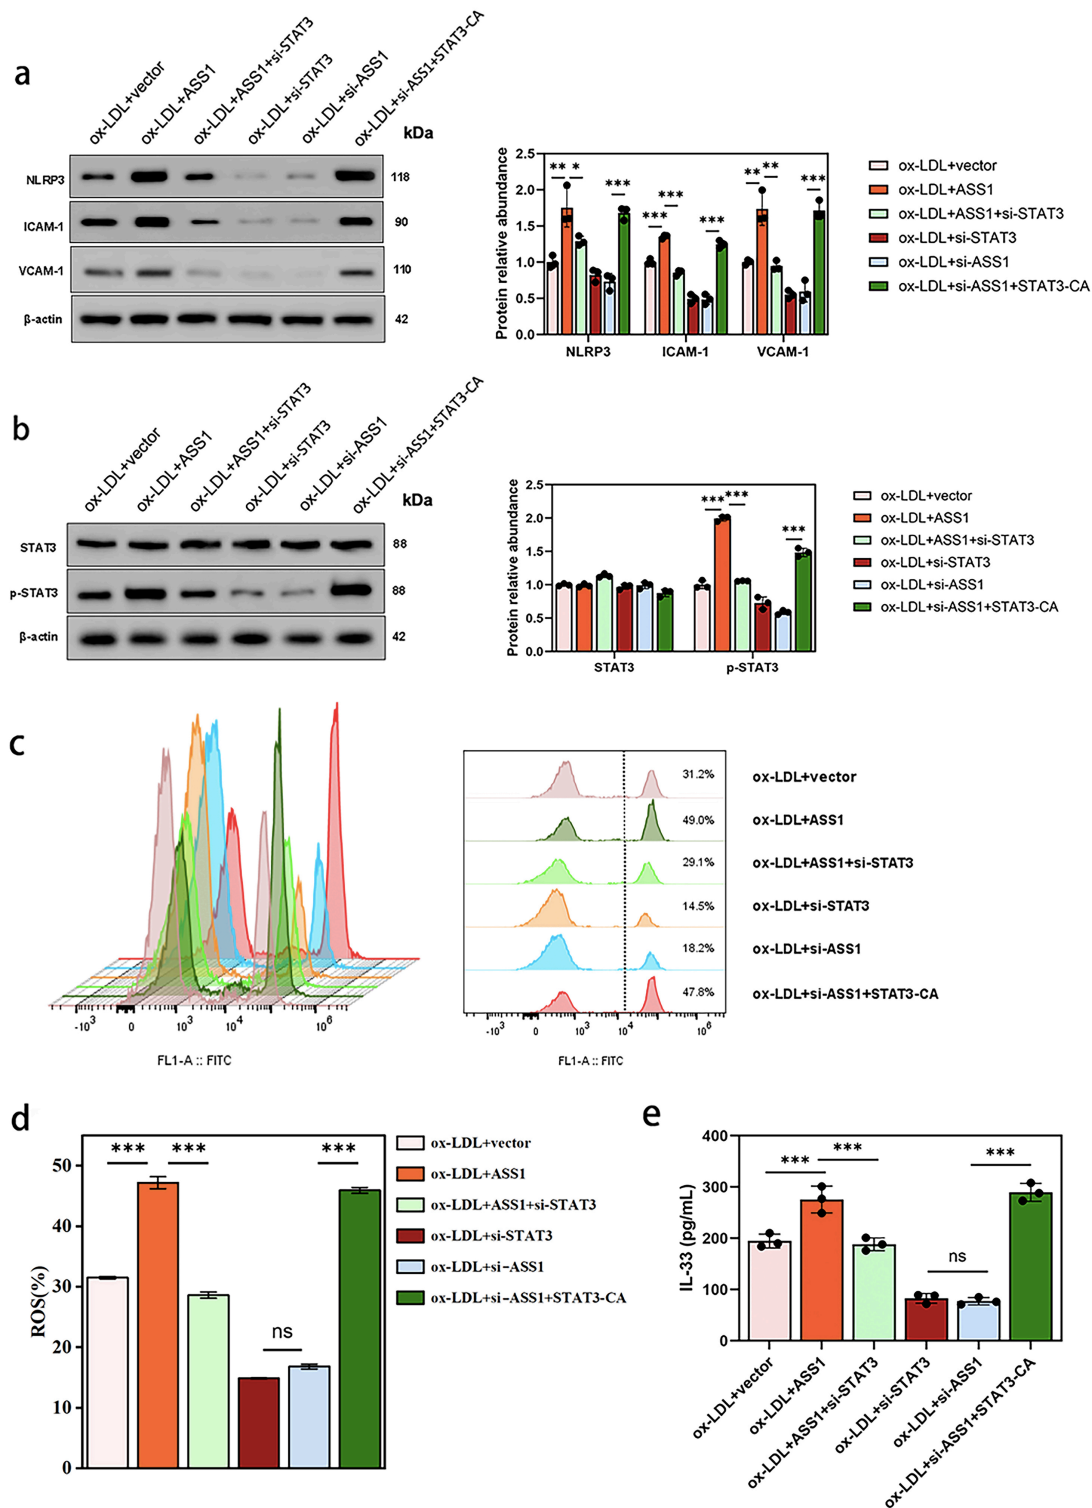 a
ox-LDL+vector
ox-LDL+ASS1
ox-LDL+ASS1+si-STAT3
ox-LDL+si-STAT3
ox-LDL+si-ASS1
ox-LDL+si-ASS1+STAT3-CA
kDa
NLRP3 118
ICAM-1 90
VCAM-1 110
β-actin 42
Protein relative abundance
2.5
2.0
1.5
1.0
0.5
0.0
** * ***
*** *** ***
** ** ***
NLRP3 ICAM-1 VCAM-1
ox-LDL+vector
ox-LDL+ASS1
ox-LDL+ASS1+si-STAT3
ox-LDL+si-STAT3
ox-LDL+si-ASS1
ox-LDL+si-ASS1+STAT3-CA
b
ox-LDL+vector
ox-LDL+ASS1
ox-LDL+ASS1+si-STAT3
ox-LDL+si-STAT3
ox-LDL+si-ASS1
ox-LDL+si-ASS1+STAT3-CA
kDa
STAT3 88
p-STAT3 88
β-actin 42
Protein relative abundance
2.5
2.0
1.5
1.0
0.5
0.0
*** *** ***
STAT3 p-STAT3
ox-LDL+vector
ox-LDL+ASS1
ox-LDL+ASS1+si-STAT3
ox-LDL+si-STAT3
ox-LDL+si-ASS1
ox-LDL+si-ASS1+STAT3-CA
c
-10³ 0 10³ 10⁴ 10⁶
FL1-A :: FITC
31.2% ox-LDL+vector
49.0% ox-LDL+ASS1
29.1% ox-LDL+ASS1+si-STAT3
14.5% ox-LDL+si-STAT3
18.2% ox-LDL+si-ASS1
47.8% ox-LDL+si-ASS1+STAT3-CA
-10³ 0 10³ 10⁴ 10⁶
FL1-A :: FITC
d
ROS(%)
50
40
30
20
10
0
*** *** ns ***
ox-LDL+vector
ox-LDL+ASS1
ox-LDL+ASS1+si-STAT3
ox-LDL+si-STAT3
ox-LDL+si-ASS1
ox-LDL+si-ASS1+STAT3-CA
e
IL-33 (pg/mL)
400
300
200
100
0
*** *** ns ***
ox-LDL+vector
ox-LDL+ASS1
ox-LDL+ASS1+si-STAT3
ox-LDL+si-STAT3
ox-LDL+si-ASS1
ox-LDL+si-ASS1+STAT3-CA